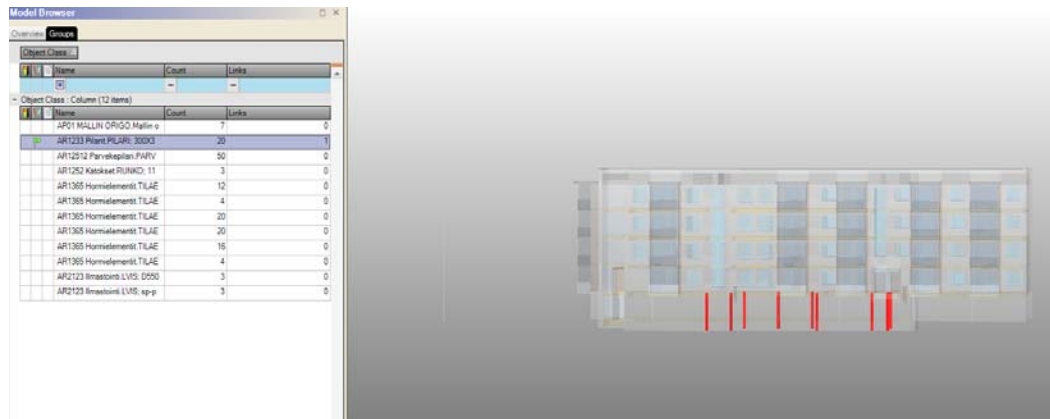 Model Browser
Overview Groups
Object Class
Name Count Links
Object Class : Column (12 items)
Name Count Links
AP01 MALLIN ORIGO.Mallin o 7 0
AR1233 Pilarit.PILARI; 300X3 20 1
AR12512 Parvekepilari.PARV 50 0
AR1252 Katokset.RUNKO; 11 3 0
AR1365 Hormielementit.TILAE 12 0
AR1365 Hormielementit.TILAE 4 0
AR1365 Hormielementit.TILAE 20 0
AR1365 Hormielementit.TILAE 20 0
AR1365 Hormielementit.TILAE 16 0
AR1365 Hormielementit.TILAE 4 0
AR2123 Ilmastointi.LVIS; D550 3 0
AR2123 Ilmastointi.LVIS; sp-p 3 0